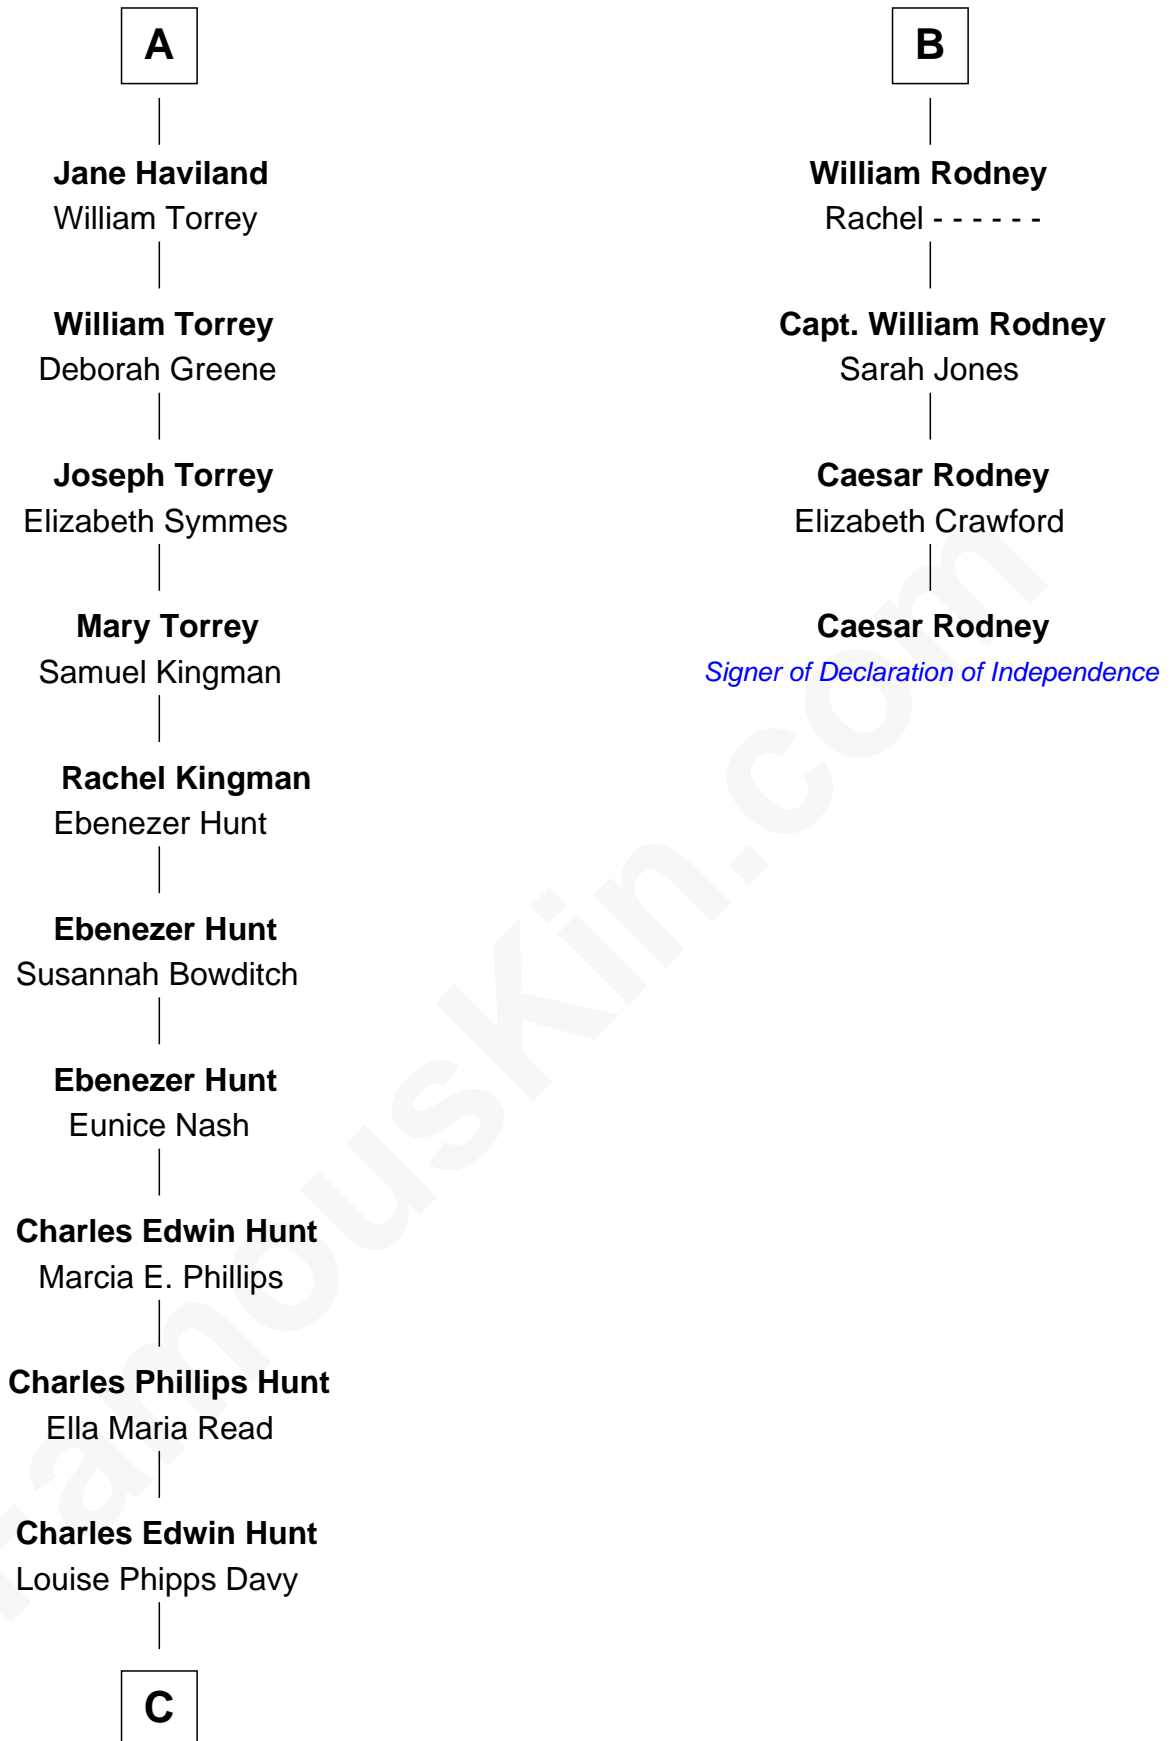 A
Jane Haviland
William Torrey
William Torrey
Deborah Greene
Joseph Torrey
Elizabeth Symmes
Mary Torrey
Samuel Kingman
Rachel Kingman
Ebenezer Hunt
Ebenezer Hunt
Susannah Bowditch
Ebenezer Hunt
Eunice Nash
Charles Edwin Hunt
Marcia E. Phillips
Charles Phillips Hunt
Ella Maria Read
Charles Edwin Hunt
Louise Phipps Davy
C
B
William Rodney
Rachel - - - - - -
Capt. William Rodney
Sarah Jones
Caesar Rodney
Elizabeth Crawford
Caesar Rodney
Signer of Declaration of Independence
FamousKin.com